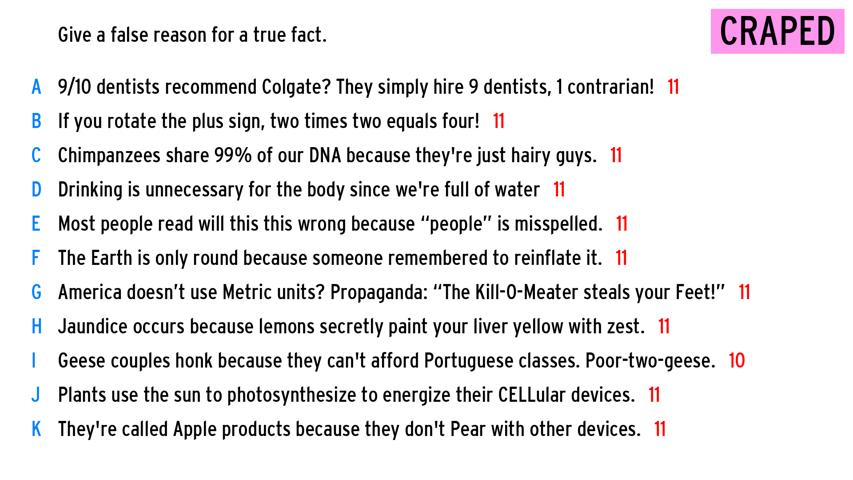 Give a false reason for a true fact.
CRAPED
A 9/10 dentists recommend Colgate? They simply hire 9 dentists, 1 contrarian! 11
B If you rotate the plus sign, two times two equals four! 11
C Chimpanzees share 99% of our DNA because they're just hairy guys. 11
D Drinking is unnecessary for the body since we're full of water 11
E Most people read will this this wrong because “people” is misspelled. 11
F The Earth is only round because someone remembered to reinflate it. 11
G America doesn’t use Metric units? Propaganda: “The Kill-O-Meater steals your Feet!” 11
H Jaundice occurs because lemons secretly paint your liver yellow with zest. 11
I Geese couples honk because they can't afford Portuguese classes. Poor-two-geese. 10
J Plants use the sun to photosynthesize to energize their CELLular devices. 11
K They're called Apple products because they don't Pear with other devices. 11